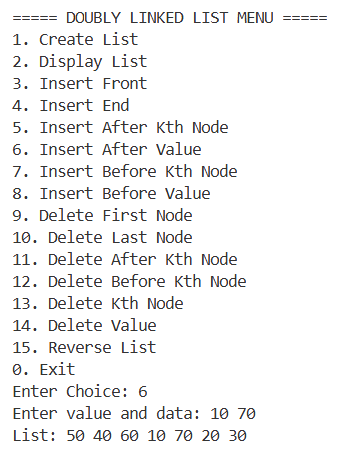 ===== DOUBLY LINKED LIST MENU =====
1. Create List
2. Display List
3. Insert Front
4. Insert End
5. Insert After Kth Node
6. Insert After Value
7. Insert Before Kth Node
8. Insert Before Value
9. Delete First Node
10. Delete Last Node
11. Delete After Kth Node
12. Delete Before Kth Node
13. Delete Kth Node
14. Delete Value
15. Reverse List
0. Exit
Enter Choice: 6
Enter value and data: 10 70
List: 50 40 60 10 70 20 30